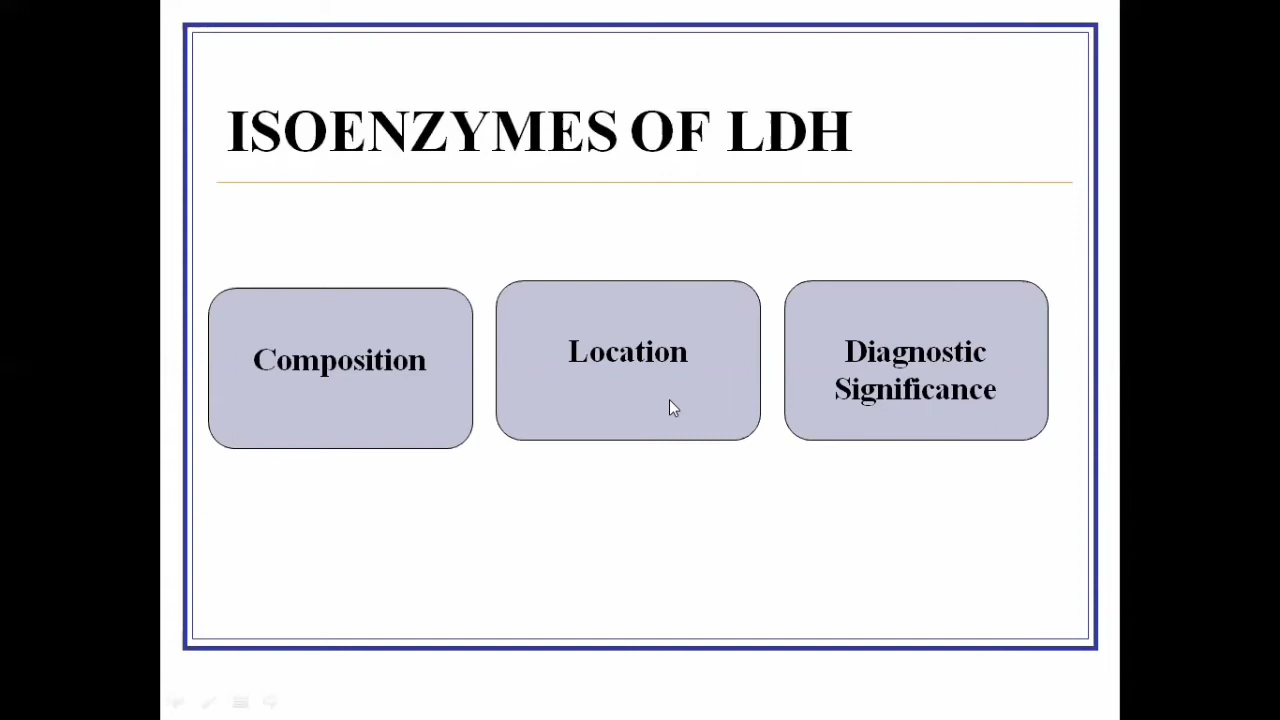 ISOENZYMES OF LDH
Composition
Location
Diagnostic
Significance